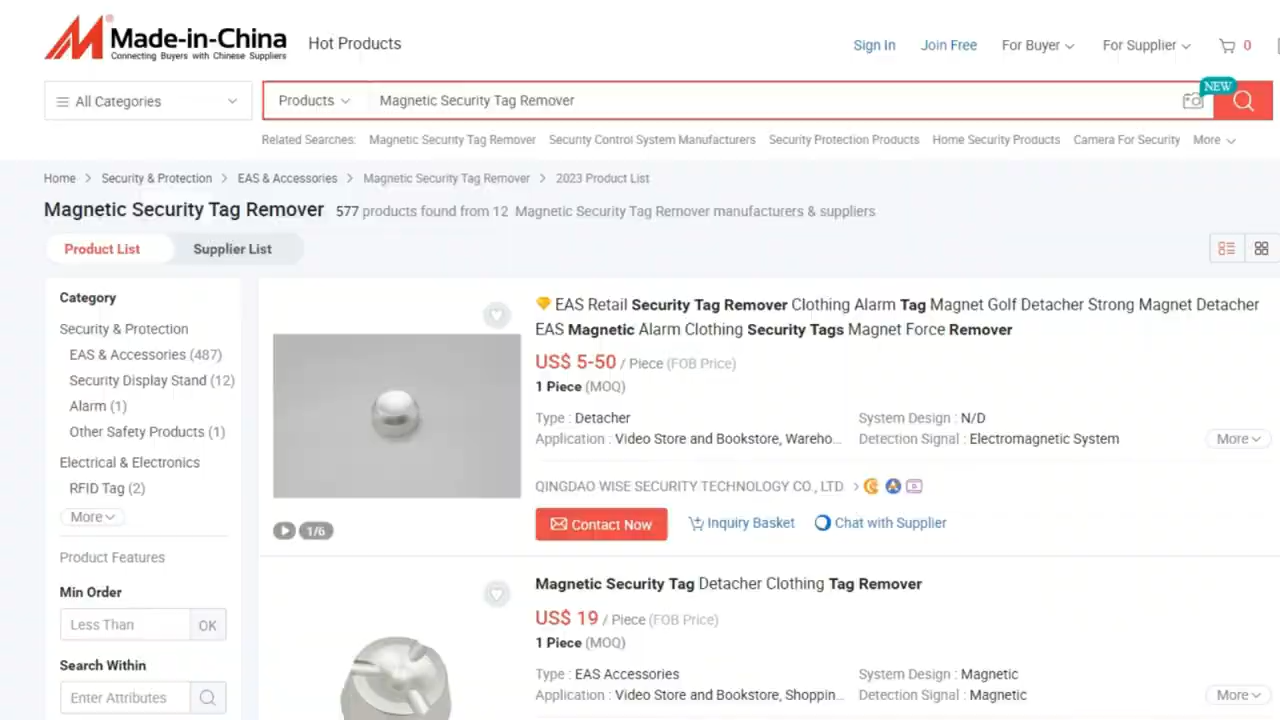 Made-in-China
Connecting Buyers with Chinese Suppliers
Hot Products
Sign In
Join Free
For Buyer
For Supplier
0
All Categories
Products
Magnetic Security Tag Remover
NEW
Related Searches:
Magnetic Security Tag Remover
Security Control System Manufacturers
Security Protection Products
Home Security Products
Camera For Security
More
Home > Security & Protection > EAS & Accessories > Magnetic Security Tag Remover > 2023 Product List
Magnetic Security Tag Remover 577 products found from 12 Magnetic Security Tag Remover manufacturers & suppliers
Product List
Supplier List
Category
Security & Protection
EAS & Accessories (487)
Security Display Stand (12)
Alarm (1)
Other Safety Products (1)
Electrical & Electronics
RFID Tag (2)
More
Product Features
Min Order
Less Than
OK
Search Within
Enter Attributes
1/6
EAS Retail Security Tag Remover Clothing Alarm Tag Magnet Golf Detacher Strong Magnet Detacher
EAS Magnetic Alarm Clothing Security Tags Magnet Force Remover
US$ 5-50 / Piece (FOB Price)
1 Piece (MOQ)
Type : Detacher
System Design : N/D
Application : Video Store and Bookstore, Wareho...
Detection Signal : Electromagnetic System
More
QINGDAO WISE SECURITY TECHNOLOGY CO., LTD >
Contact Now
Inquiry Basket
Chat with Supplier
Magnetic Security Tag Detacher Clothing Tag Remover
US$ 19 / Piece (FOB Price)
1 Piece (MOQ)
Type : EAS Accessories
System Design : Magnetic
Application : Video Store and Bookstore, Shoppin...
Detection Signal : Magnetic
More